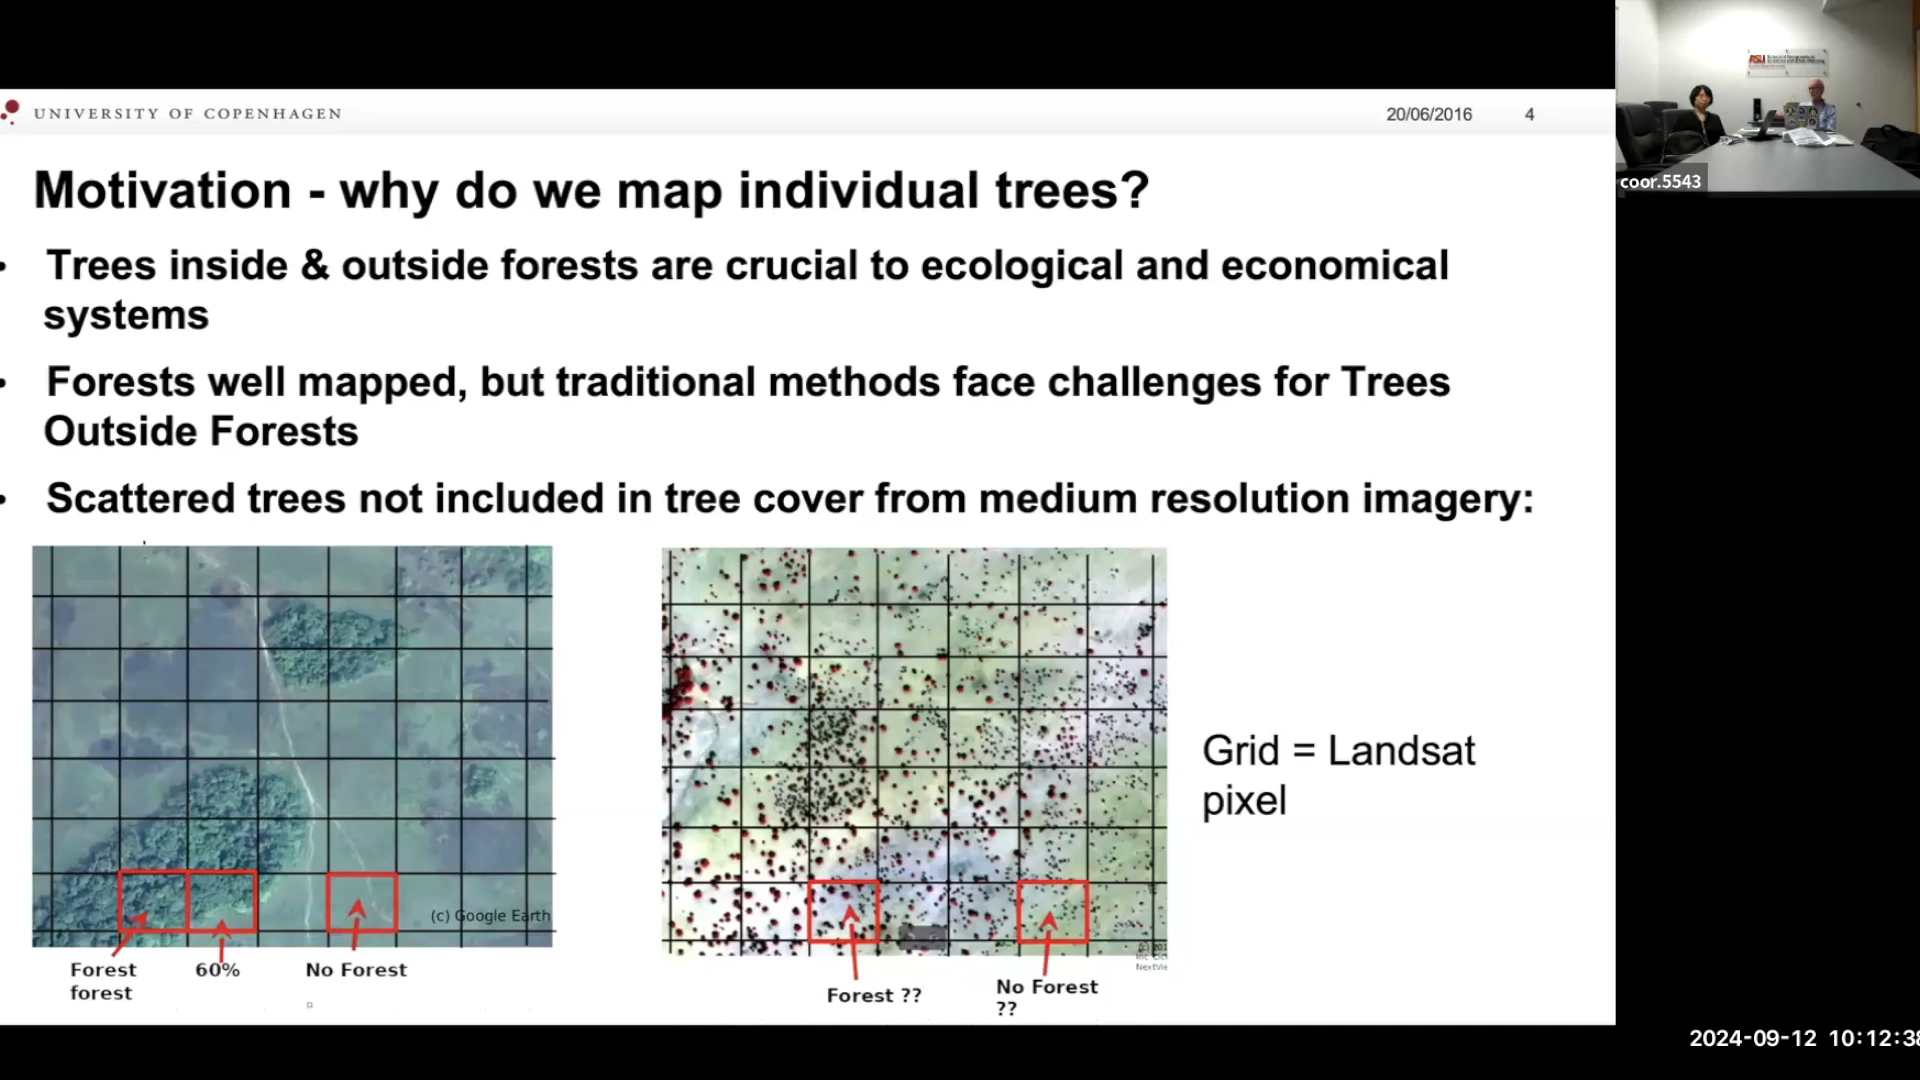 UNIVERSITY OF COPENHAGEN
20/06/2016
4
Motivation - why do we map individual trees?
• Trees inside & outside forests are crucial to ecological and economical
systems
• Forests well mapped, but traditional methods face challenges for Trees
Outside Forests
• Scattered trees not included in tree cover from medium resolution imagery:
(c) Google Earth
Forest
forest
60%
No Forest
Forest ??
No Forest
??
NextVie
Grid = Landsat
pixel
ASU
coor.5543
2024-09-12 10:12:38